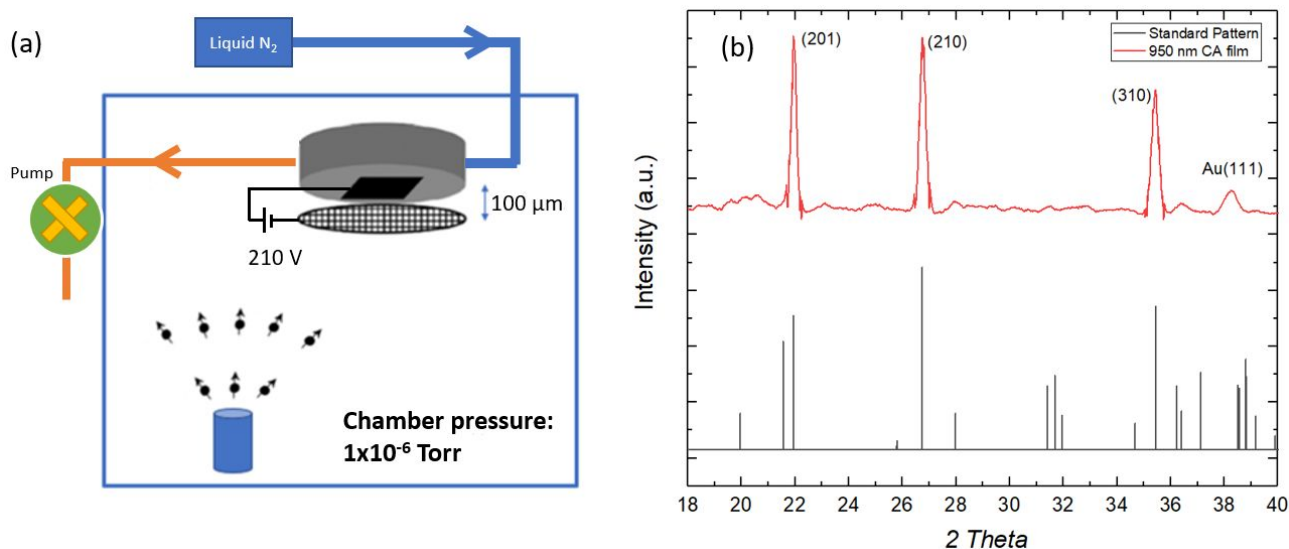 (a)
Liquid N₂
Pump
100 µm
210 V
Chamber pressure:
1x10⁻⁶ Torr
(b)
(201)
(210)
(310)
Au(111)
Standard Pattern
950 nm CA film
Intensity (a.u.)
18 20 22 24 26 28 30 32 34 36 38 40
2 Theta